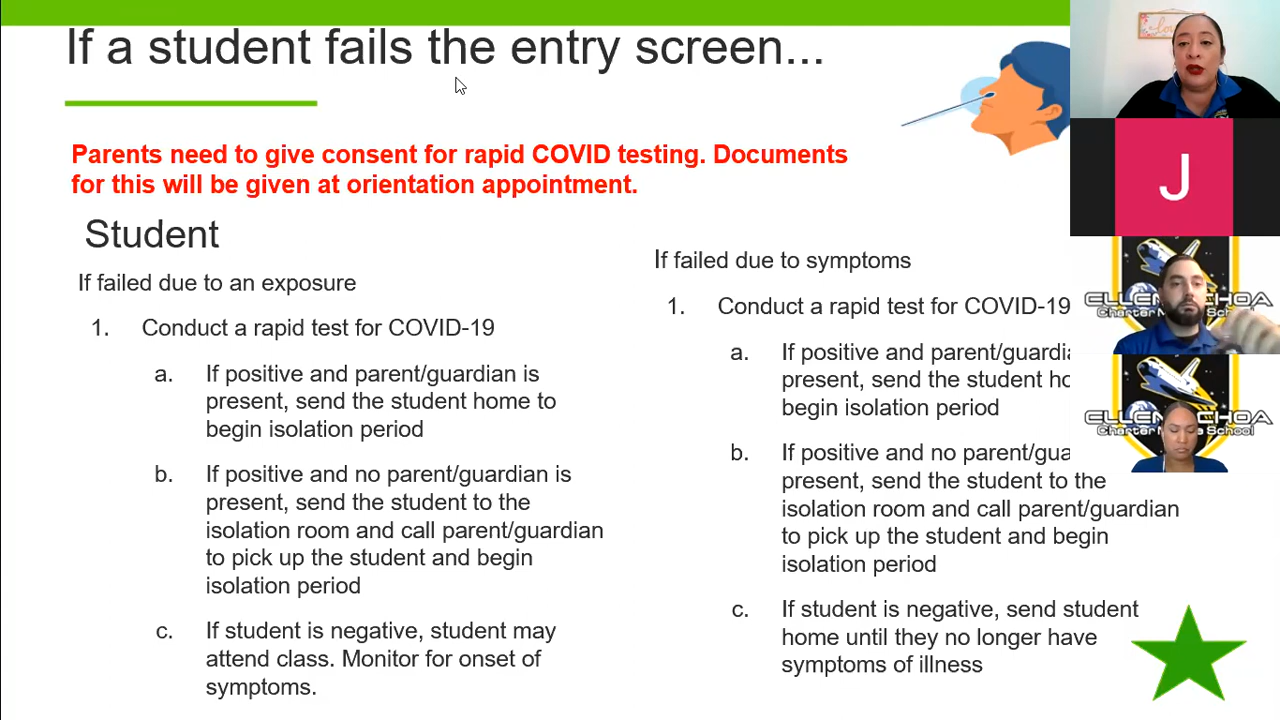 If a student fails the entry screen...
Parents need to give consent for rapid COVID testing. Documents
for this will be given at orientation appointment.
Student
If failed due to an exposure
1. Conduct a rapid test for COVID-19
a. If positive and parent/guardian is
present, send the student home to
begin isolation period
b. If positive and no parent/guardian is
present, send the student to the
isolation room and call parent/guardian
to pick up the student and begin
isolation period
c. If student is negative, student may
attend class. Monitor for onset of
symptoms.
If failed due to symptoms
1. Conduct a rapid test for COVID-19
a. If positive and
present, send the student
begin isolation period
b. If positive and no
present, send the student to the
isolation room and call parent/guardian
to pick up the student and begin
isolation period
c. If student is negative, send student
home until they no longer have
symptoms of illness
J
Charter
School
Charter
School